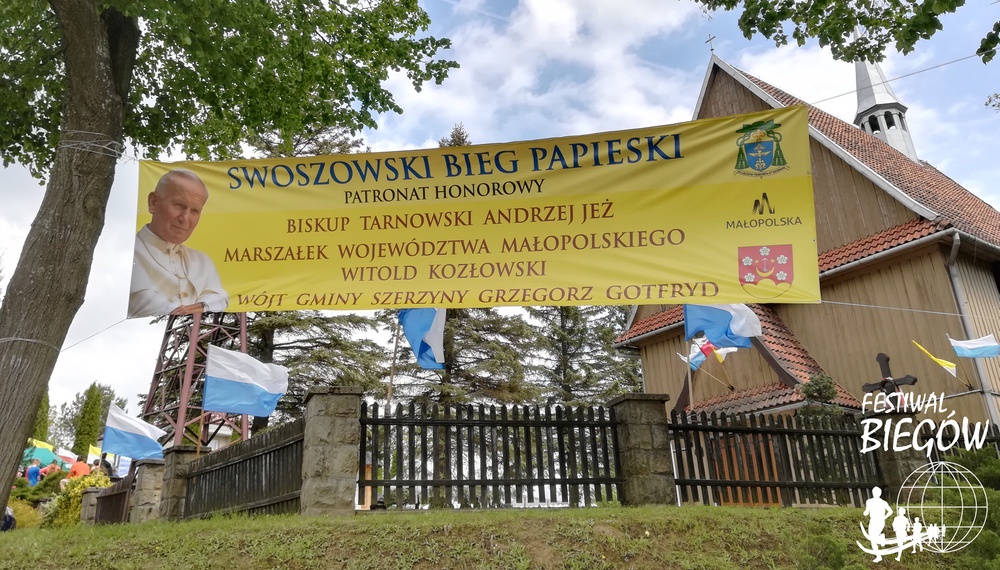 SWOSZOWSKI BIEG PAPIESKI
PATRONAT HONOROWY
BISKUP TARNOWSKI ANDRZEJ JEŻ
MARSZAŁEK WOJEWÓDZTWA MAŁOPOLSKIEGO
WITOLD KOZŁOWSKI
WÓJT GMINY SZERZYNY GRZEGORZ GOTFRYD
MAŁOPOLSKA
FESTIWAL
BIEGÓW